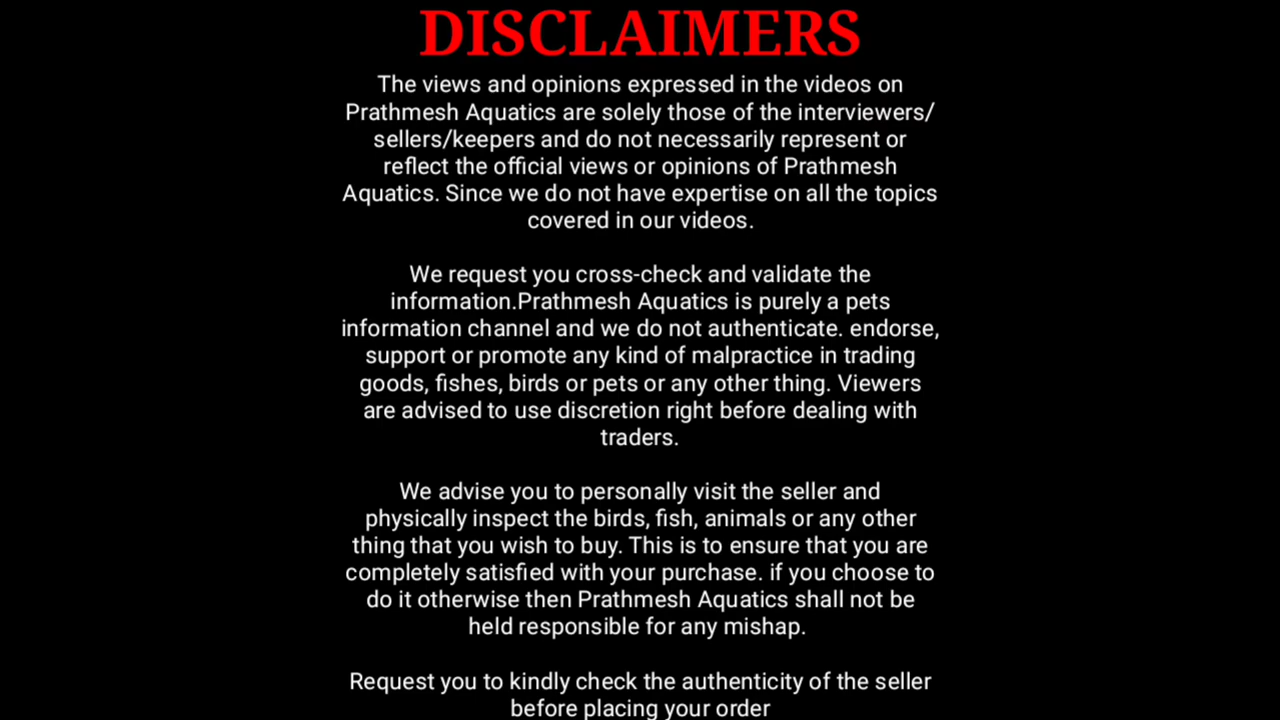 DISCLAIMERS
The views and opinions expressed in the videos on
Prathmesh Aquatics are solely those of the interviewers/
sellers/keepers and do not necessarily represent or
reflect the official views or opinions of Prathmesh
Aquatics. Since we do not have expertise on all the topics
covered in our videos.
We request you cross-check and validate the
information.Prathmesh Aquatics is purely a pets
information channel and we do not authenticate. endorse,
support or promote any kind of malpractice in trading
goods, fishes, birds or pets or any other thing. Viewers
are advised to use discretion right before dealing with
traders.
We advise you to personally visit the seller and
physically inspect the birds, fish, animals or any other
thing that you wish to buy. This is to ensure that you are
completely satisfied with your purchase. if you choose to
do it otherwise then Prathmesh Aquatics shall not be
held responsible for any mishap.
Request you to kindly check the authenticity of the seller
before placing your order